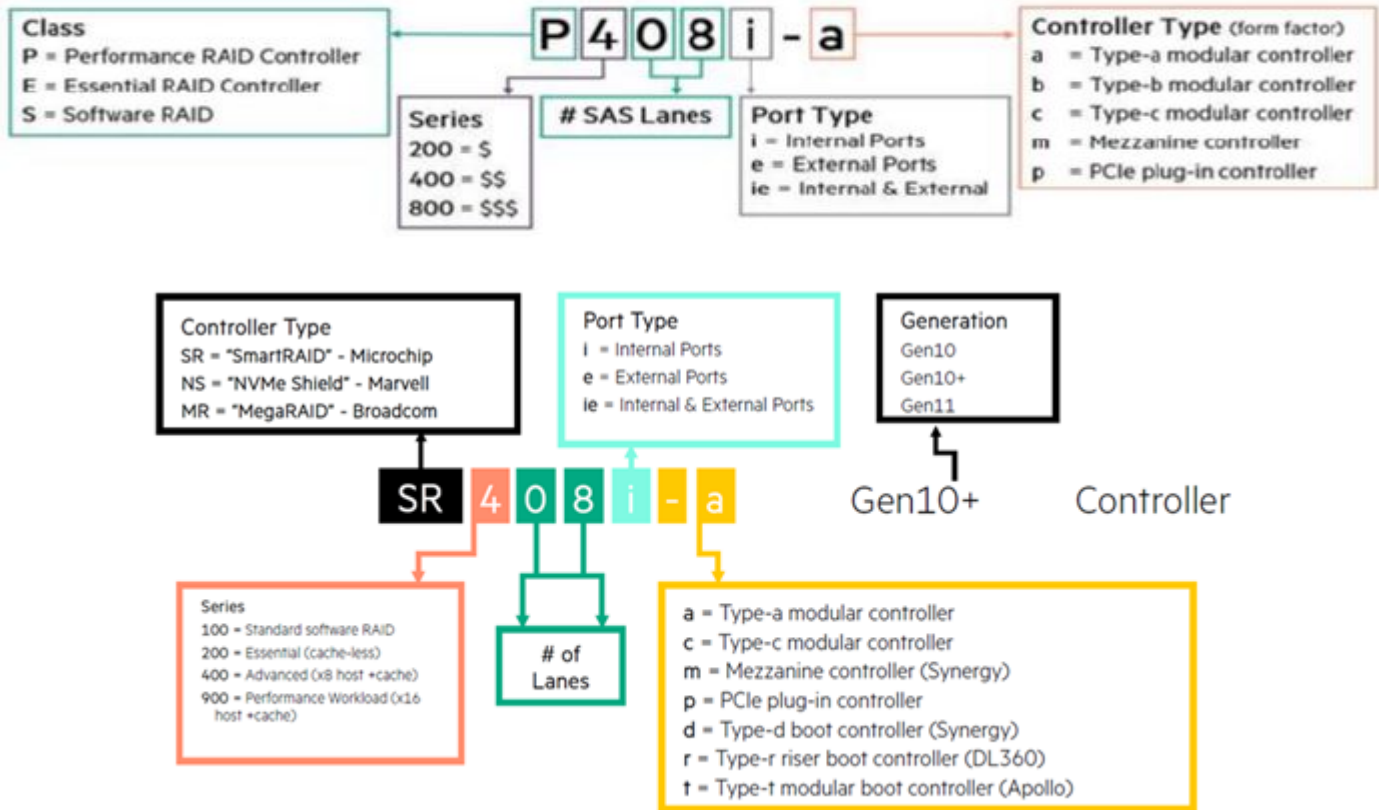 Class
P = Performance RAID Controller
E = Essential RAID Controller
S = Software RAID
P408i-a
Series
200 = $
400 = $$
800 = $$$
# SAS Lanes
Port Type
i = Internal Ports
e = External Ports
ie = Internal & External
Controller Type (form factor)
a = Type-a modular controller
b = Type-b modular controller
c = Type-c modular controller
m = Mezzanine controller
p = PCIe plug-in controller
Controller Type
SR = "SmartRAID" - Microchip
NS = "NVMe Shield" - Marvell
MR = "MegaRAID" - Broadcom
Port Type
i = Internal Ports
e = External Ports
ie = Internal & External Ports
Generation
Gen10
Gen10+
Gen11
SR 4 0 8 i - a Gen10+ Controller
Series
100 = Standard software RAID
200 = Essential (cache-less)
400 = Advanced (x8 host +cache)
900 = Performance Workload (x16
host +cache)
# of
Lanes
a = Type-a modular controller
c = Type-c modular controller
m = Mezzanine controller (Synergy)
p = PCIe plug-in controller
d = Type-d boot controller (Synergy)
r = Type-r riser boot controller (DL360)
t = Type-t modular boot controller (Apollo)